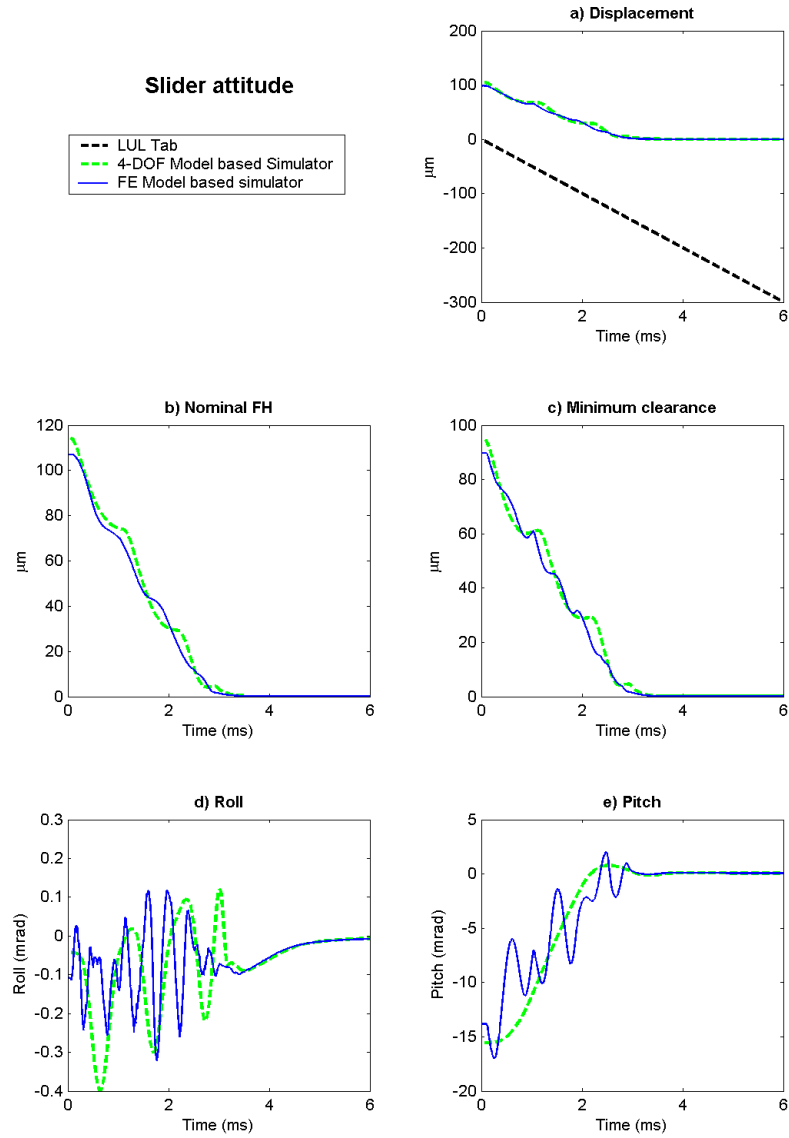 Slider attitude
LUL Tab
4-DOF Model based Simulator
FE Model based simulator
a) Displacement
200
100
0
-100
-200
-300
μm
0 2 4 6
Time (ms)
b) Nominal FH
120
100
80
60
40
20
0
μm
0 2 4 6
Time (ms)
c) Minimum clearance
100
80
60
40
20
0
μm
0 2 4 6
Time (ms)
d) Roll
0.3
0.2
0.1
0
-0.1
-0.2
-0.3
-0.4
Roll (mrad)
0 2 4 6
Time (ms)
e) Pitch
5
0
-5
-10
-15
-20
Pitch (mrad)
0 2 4 6
Time (ms)